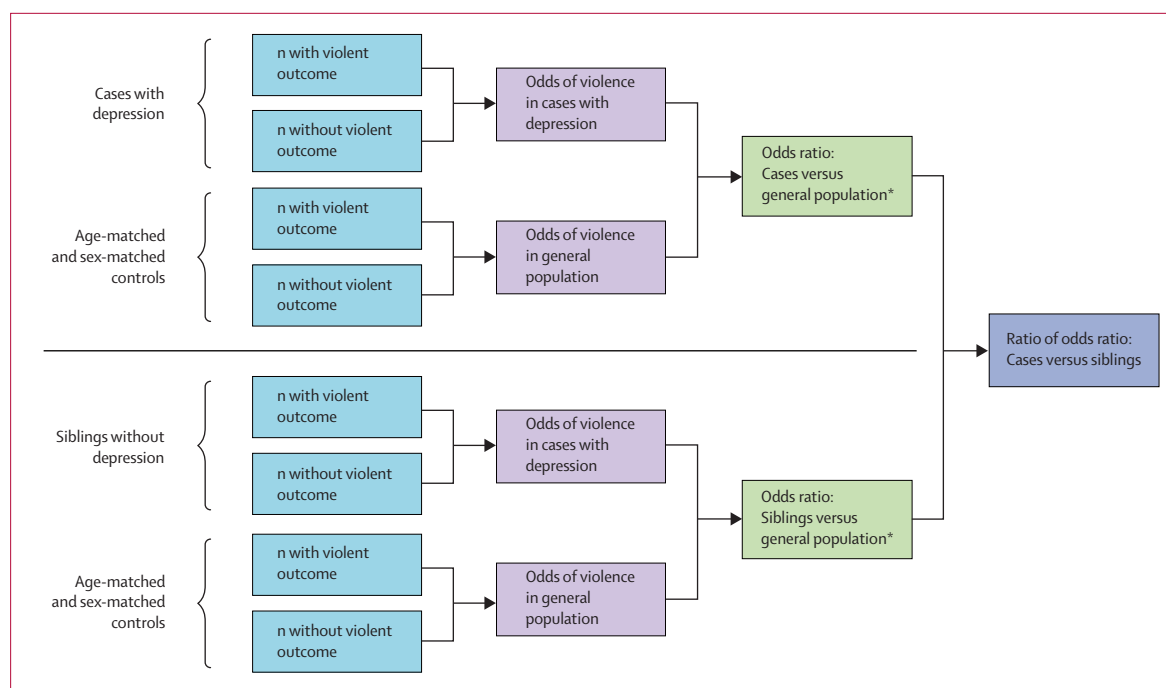 Cases with
depression
n with violent
outcome
n without violent
outcome
Odds of violence
in cases with
depression
Age-matched
and sex-matched
controls
n with violent
outcome
n without violent
outcome
Odds of violence
in general
population
Odds ratio:
Cases versus
general population*
Ratio of odds ratio:
Cases versus siblings
Siblings without
depression
n with violent
outcome
n without violent
outcome
Odds of violence
in cases with
depression
Age-matched
and sex-matched
controls
n with violent
outcome
n without violent
outcome
Odds of violence
in general
population
Odds ratio:
Siblings versus
general population*